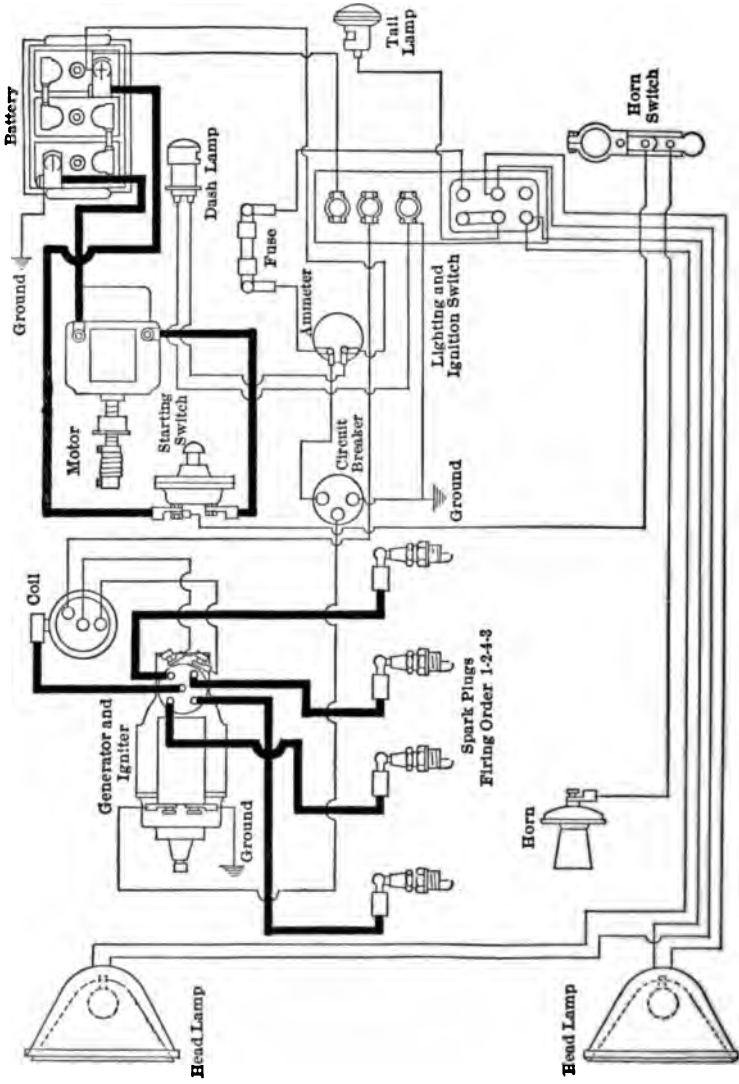 Battery
Ground
Coil
Motor
Generator and
Igniter
Starting
Switch
Head Lamp
Dash Lamp
Ground
Fuse
Ammeter
Circuit
Breaker
Tail
Lamp
Lighting and
Ignition Switch
Ground
Spark Plugs
Firing Order 1-2-4-3
Horn
Head Lamp
Horn
Switch